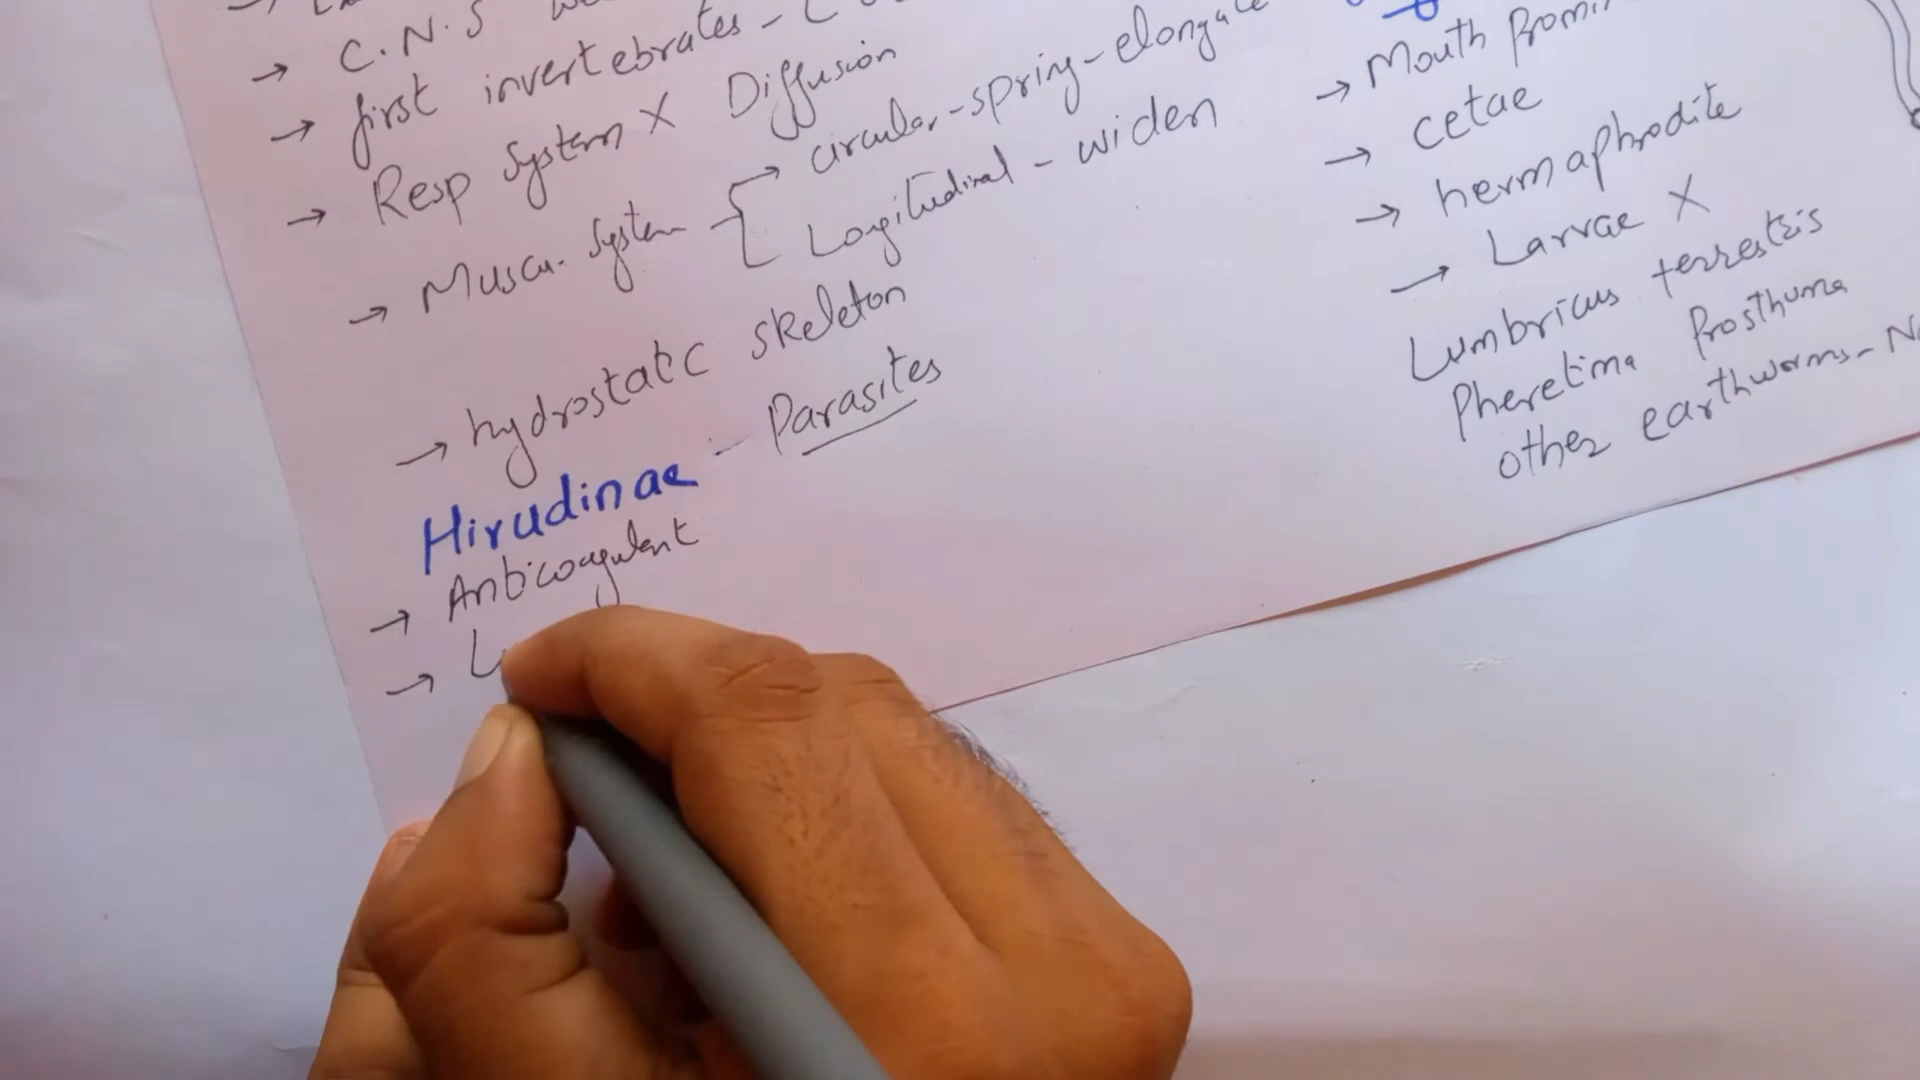 → C.N.S
→ first invertebrates -
→ Resp System X Diffusion
→ Muscu. System
→ circular - spring - elongate
Longitudinal - widen
→ hydrostatic skeleton
Hirudinae - Parasites
→ Anticoagulant
→ L
→ Mouth
→ cetae
→ hermaphrodite
→ Larvae X
Lumbricus terrestris
Pheretima Prosthuma
other earthworms -